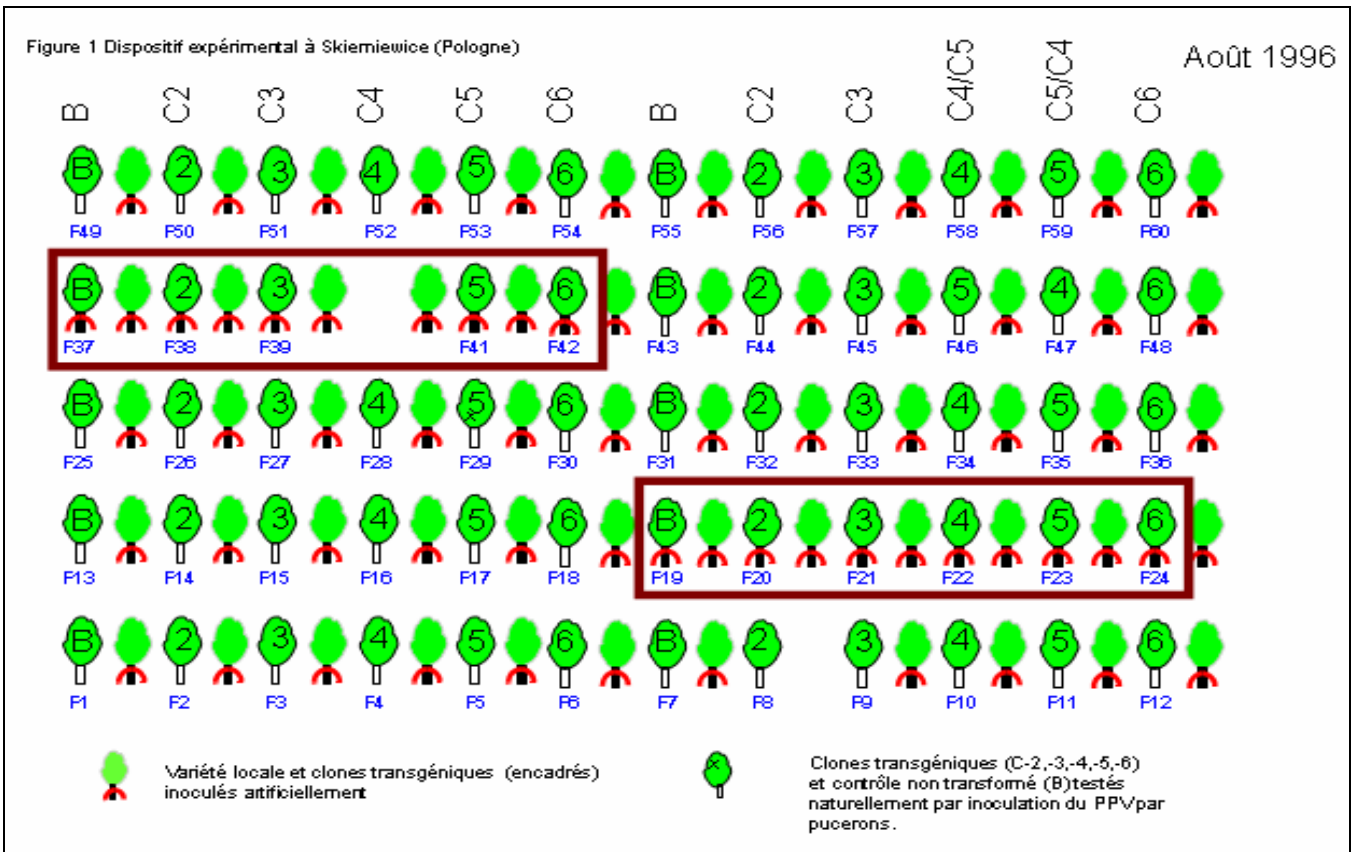 Figure 1 Dispositif expérimental à Skierniewice (Pologne)
Août 1996
B C2 C3 C4 C5 C6 B C2 C3 C4/C5 C5/C4 C6
B 2 3 4 5 6 B 2 3 4 5 6
F49 F50 F51 F52 F53 F54 F55 F56 F57 F58 F59 F60
B 2 3 5 6 B 2 3 5 4 6
F37 F38 F39 F41 F42 F43 F44 F45 F46 F47 F48
B 2 3 4 5 6 B 2 3 4 5 6
x
F25 F26 F27 F28 F29 F30 F31 F32 F33 F34 F35 F36
B 2 3 4 5 6 B 2 3 4 5 6
F13 F14 F15 F16 F17 F18 F19 F20 F21 F22 F23 F24
B 2 3 4 5 6 B 2 3 4 5 6
F1 F2 F3 F4 F5 F6 F7 F8 F9 F10 F11 F12
Variété locale et clones transgéniques (encadrés)
inoculés artificiellement
x
Clones transgéniques (C-2,-3,-4,-5,-6)
et contrôle non transformé (B)testés
naturellement par inoculation du PPVpar
pucerons.